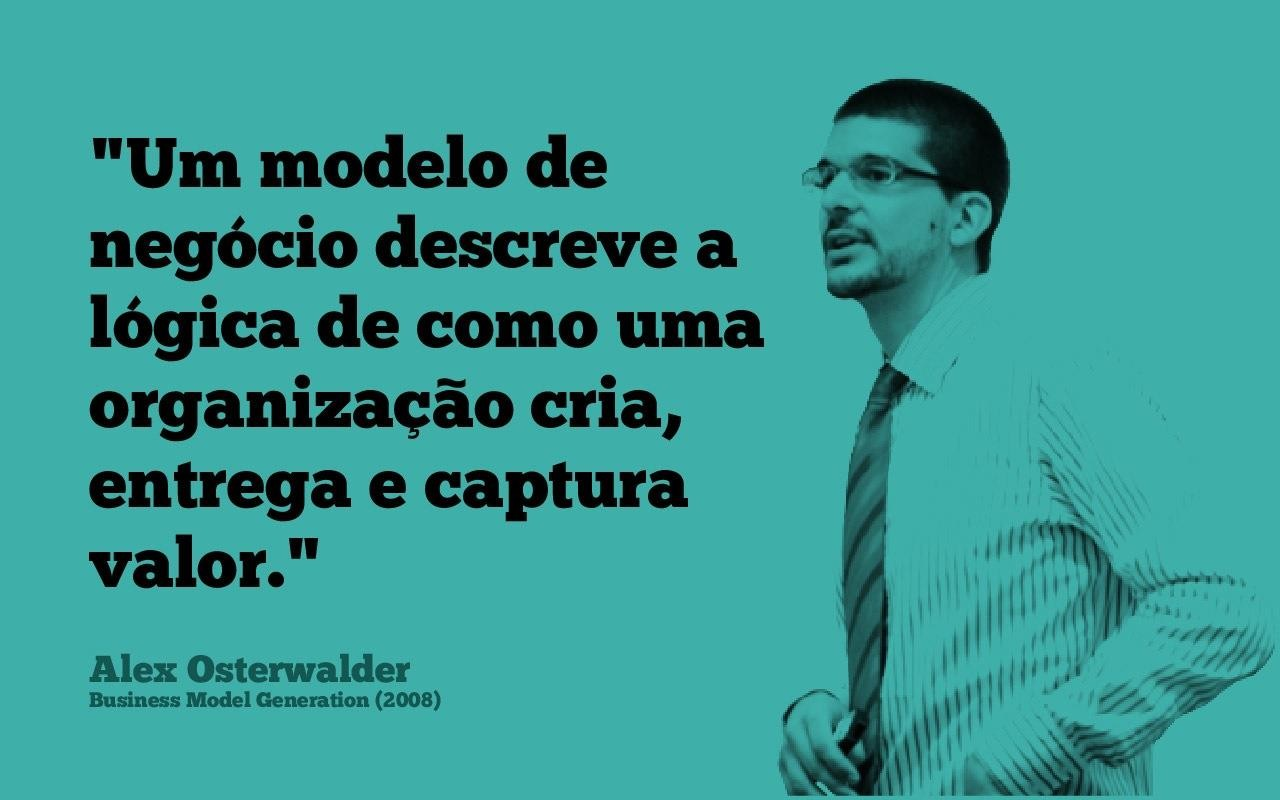 "Um modelo de
negócio descreve a
lógica de como uma
organização cria,
entrega e captura
valor."
Alex Osterwalder
Business Model Generation (2008)